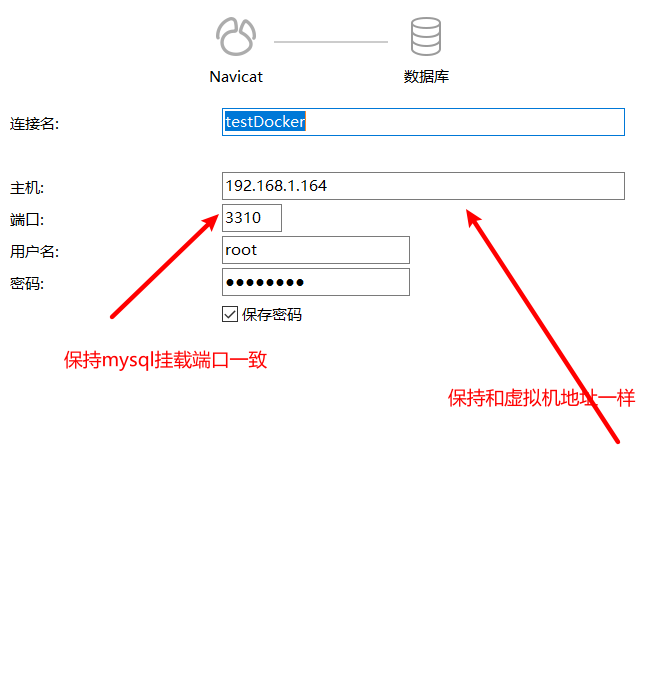 Navicat
数据库
连接名:
testDocker
主机:
192.168.1.164
端口:
3310
用户名:
root
密码:
●●●●●●●●
保存密码
保持mysql挂载端口一致
保持和虚拟机地址一样